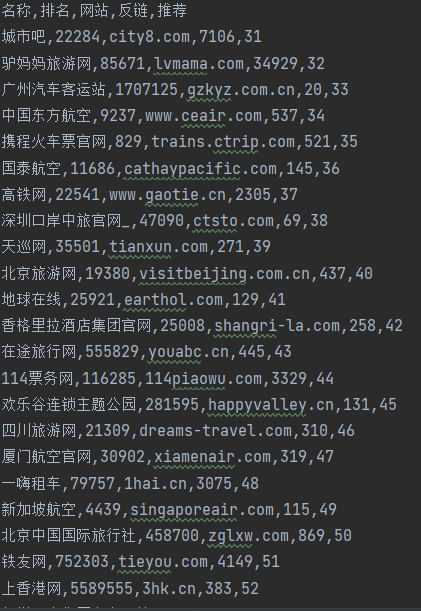 名称,排名,网站,反链,推荐
城市吧,22284,city8.com,7106,31
驴妈妈旅游网,85671,lvmama.com,34929,32
广州汽车客运站,1707125,gzkyz.com.cn,20,33
中国东方航空,9237,www.ceair.com,537,34
携程火车票官网,829,trains.ctrip.com,521,35
国泰航空,11686,cathaypacific.com,145,36
高铁网,22541,www.gaotie.cn,2305,37
深圳口岸中旅官网_,47090,ctsto.com,69,38
天巡网,35501,tianxun.com,271,39
北京旅游网,19380,visitbeijing.com.cn,437,40
地球在线,25921,earthol.com,129,41
香格里拉酒店集团官网,25008,shangri-la.com,258,42
在途旅行网,555829,youabc.cn,445,43
114票务网,116285,114piaowu.com,3329,44
欢乐谷连锁主题公园,281595,happyvalley.cn,131,45
四川旅游网,21309,dreams-travel.com,310,46
厦门航空官网,30902,xiamenair.com,319,47
一嗨租车,79757,1hai.cn,3075,48
新加坡航空,4439,singaporeair.com,115,49
北京中国国际旅行社,458700,zglxw.com,869,50
铁友网,752303,tieyou.com,4149,51
上香港网,5589555,3hk.cn,383,52